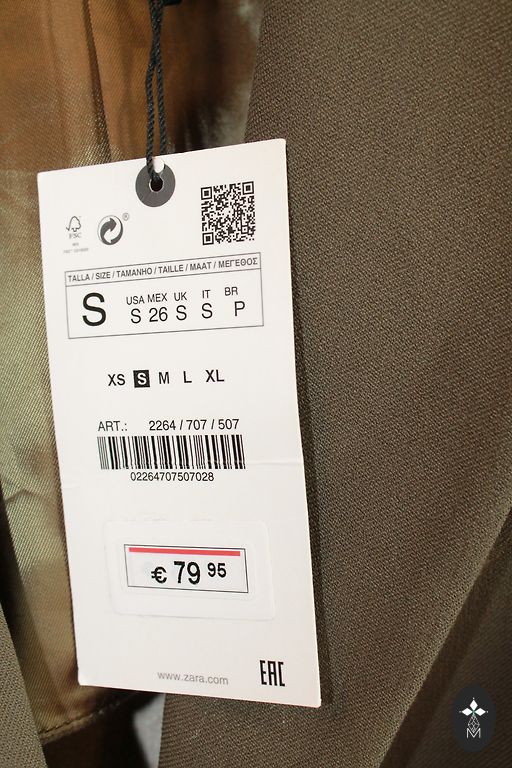 FSC
®
TALLA / SIZE / TAMANHO / TAILLE / MAAT / ΜΕΓΕΘΟΣ
S
USA MEX UK IT BR
S 26 S S P
XS S M L XL
ART.: 2264 / 707 / 507
02264707507028
€ 79 95
www.zara.com
EAC
M